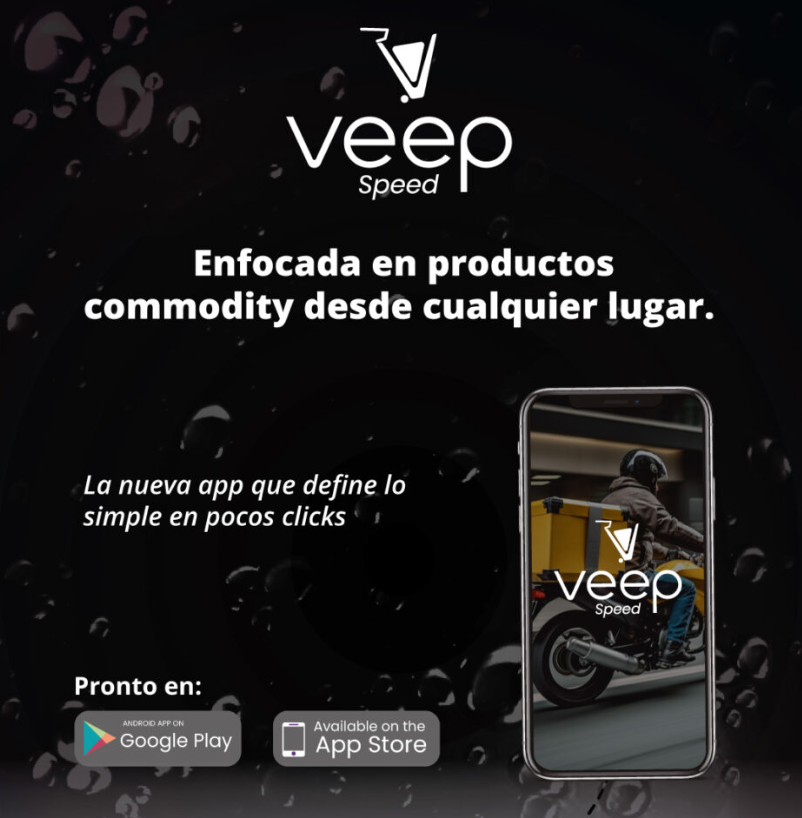 veep
Speed
Enfocada en productos
commodity desde cualquier lugar.
La nueva app que define lo
simple en pocos clicks
veep
Speed
Pronto en:
ANDROID APP ON
Google Play
Available on the
App Store